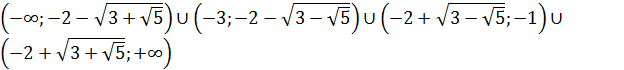 (−∞; −2 − √(3 + √5)) ∪ (−3; −2 − √(3 − √5)) ∪ (−2 + √(3 − √5; −1) ∪
(−2 + √(3 + √5; +∞)